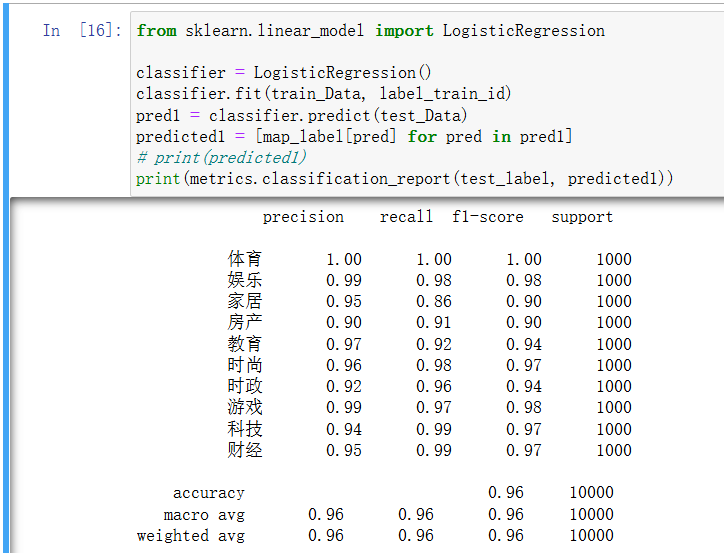 In [16]: from sklearn.linear_model import LogisticRegression
classifier = LogisticRegression()
classifier.fit(train_Data, label_train_id)
pred1 = classifier.predict(test_Data)
predicted1 = [map_label[pred] for pred in pred1]
# print(predicted1)
print(metrics.classification_report(test_label, predicted1))
precision recall f1-score support
体育 1.00 1.00 1.00 1000
娱乐 0.99 0.98 0.98 1000
家居 0.95 0.86 0.90 1000
房产 0.90 0.91 0.90 1000
教育 0.97 0.92 0.94 1000
时尚 0.96 0.98 0.97 1000
时政 0.92 0.96 0.94 1000
游戏 0.99 0.97 0.98 1000
科技 0.94 0.99 0.97 1000
财经 0.95 0.99 0.97 1000
accuracy 0.96 10000
macro avg 0.96 0.96 0.96 10000
weighted avg 0.96 0.96 0.96 10000